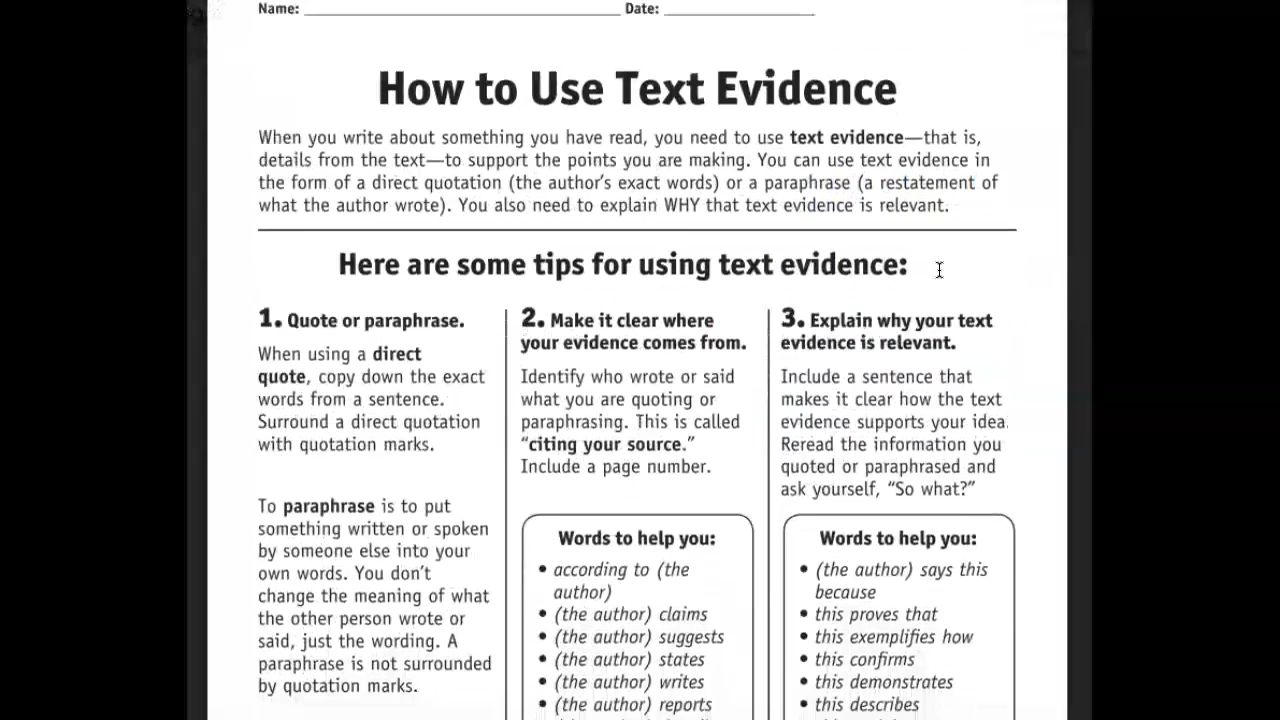 Name: Date:
How to Use Text Evidence
When you write about something you have read, you need to use text evidence—that is,
details from the text—to support the points you are making. You can use text evidence in
the form of a direct quotation (the author's exact words) or a paraphrase (a restatement of
what the author wrote). You also need to explain WHY that text evidence is relevant.
Here are some tips for using text evidence:
1. Quote or paraphrase.
When using a direct
quote, copy down the exact
words from a sentence.
Surround a direct quotation
with quotation marks.
To paraphrase is to put
something written or spoken
by someone else into your
own words. You don't
change the meaning of what
the other person wrote or
said, just the wording. A
paraphrase is not surrounded
by quotation marks.
2. Make it clear where
your evidence comes from.
Identify who wrote or said
what you are quoting or
paraphrasing. This is called
"citing your source."
Include a page number.
Words to help you:
• according to (the
author)
• (the author) claims
• (the author) suggests
• (the author) states
• (the author) writes
• (the author) reports
3. Explain why your text
evidence is relevant.
Include a sentence that
makes it clear how the text
evidence supports your idea.
Reread the information you
quoted or paraphrased and
ask yourself, "So what?"
Words to help you:
• (the author) says this
because
• this proves that
• this exemplifies how
• this confirms
• this demonstrates
• this describes